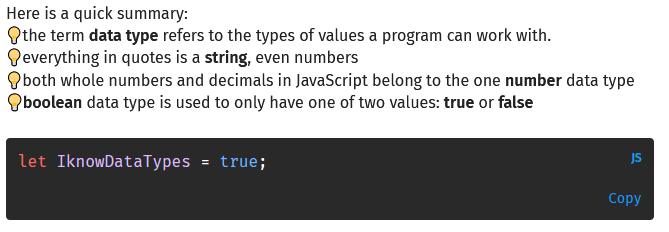 Here is a quick summary:
💡the term data type refers to the types of values a program can work with.
💡everything in quotes is a string, even numbers
💡both whole numbers and decimals in JavaScript belong to the one number data type
💡boolean data type is used to only have one of two values: true or false
let IknowDataTypes = true;
JS
Copy